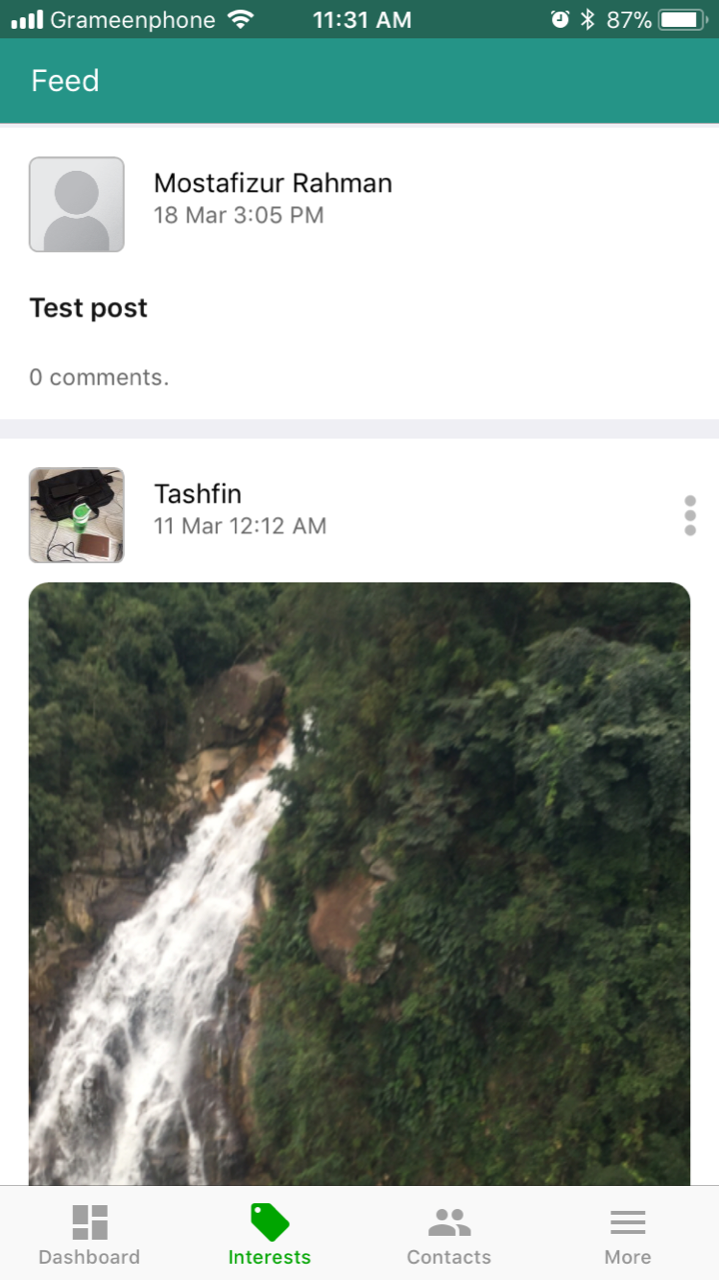 Grameenphone 11:31 AM 87%
Feed
Mostafizur Rahman
18 Mar 3:05 PM
Test post
0 comments.
Tashfin
11 Mar 12:12 AM
Dashboard Interests Contacts More